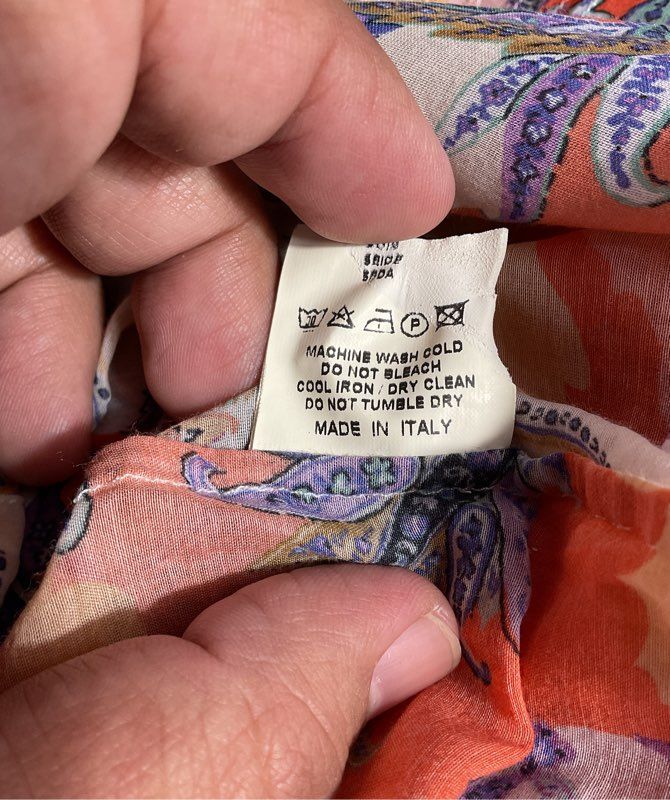 SEIDE
SEDA
P
MACHINE WASH COLD
DO NOT BLEACH
COOL IRON / DRY CLEAN
DO NOT TUMBLE DRY
MADE IN ITALY